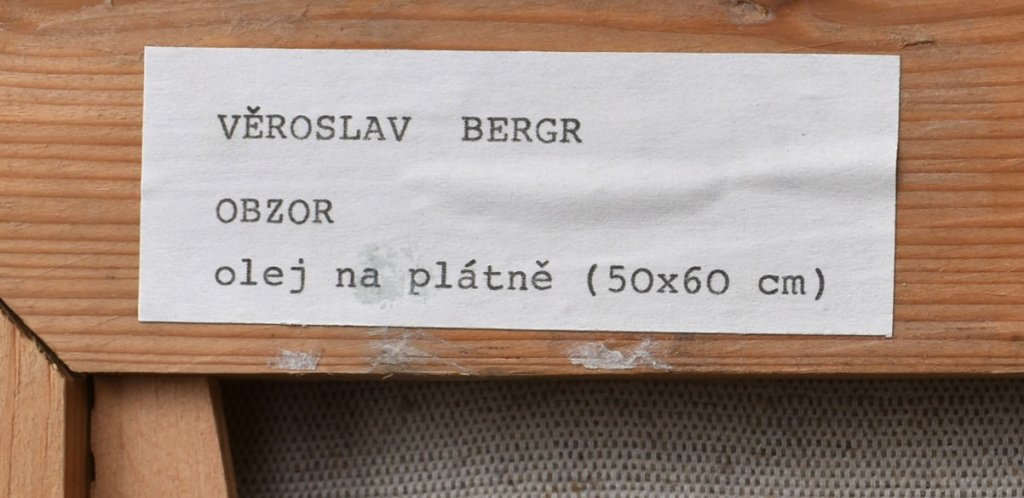 VĚROSLAV BERGR
OBZOR
olej na plátně (50x60 cm)